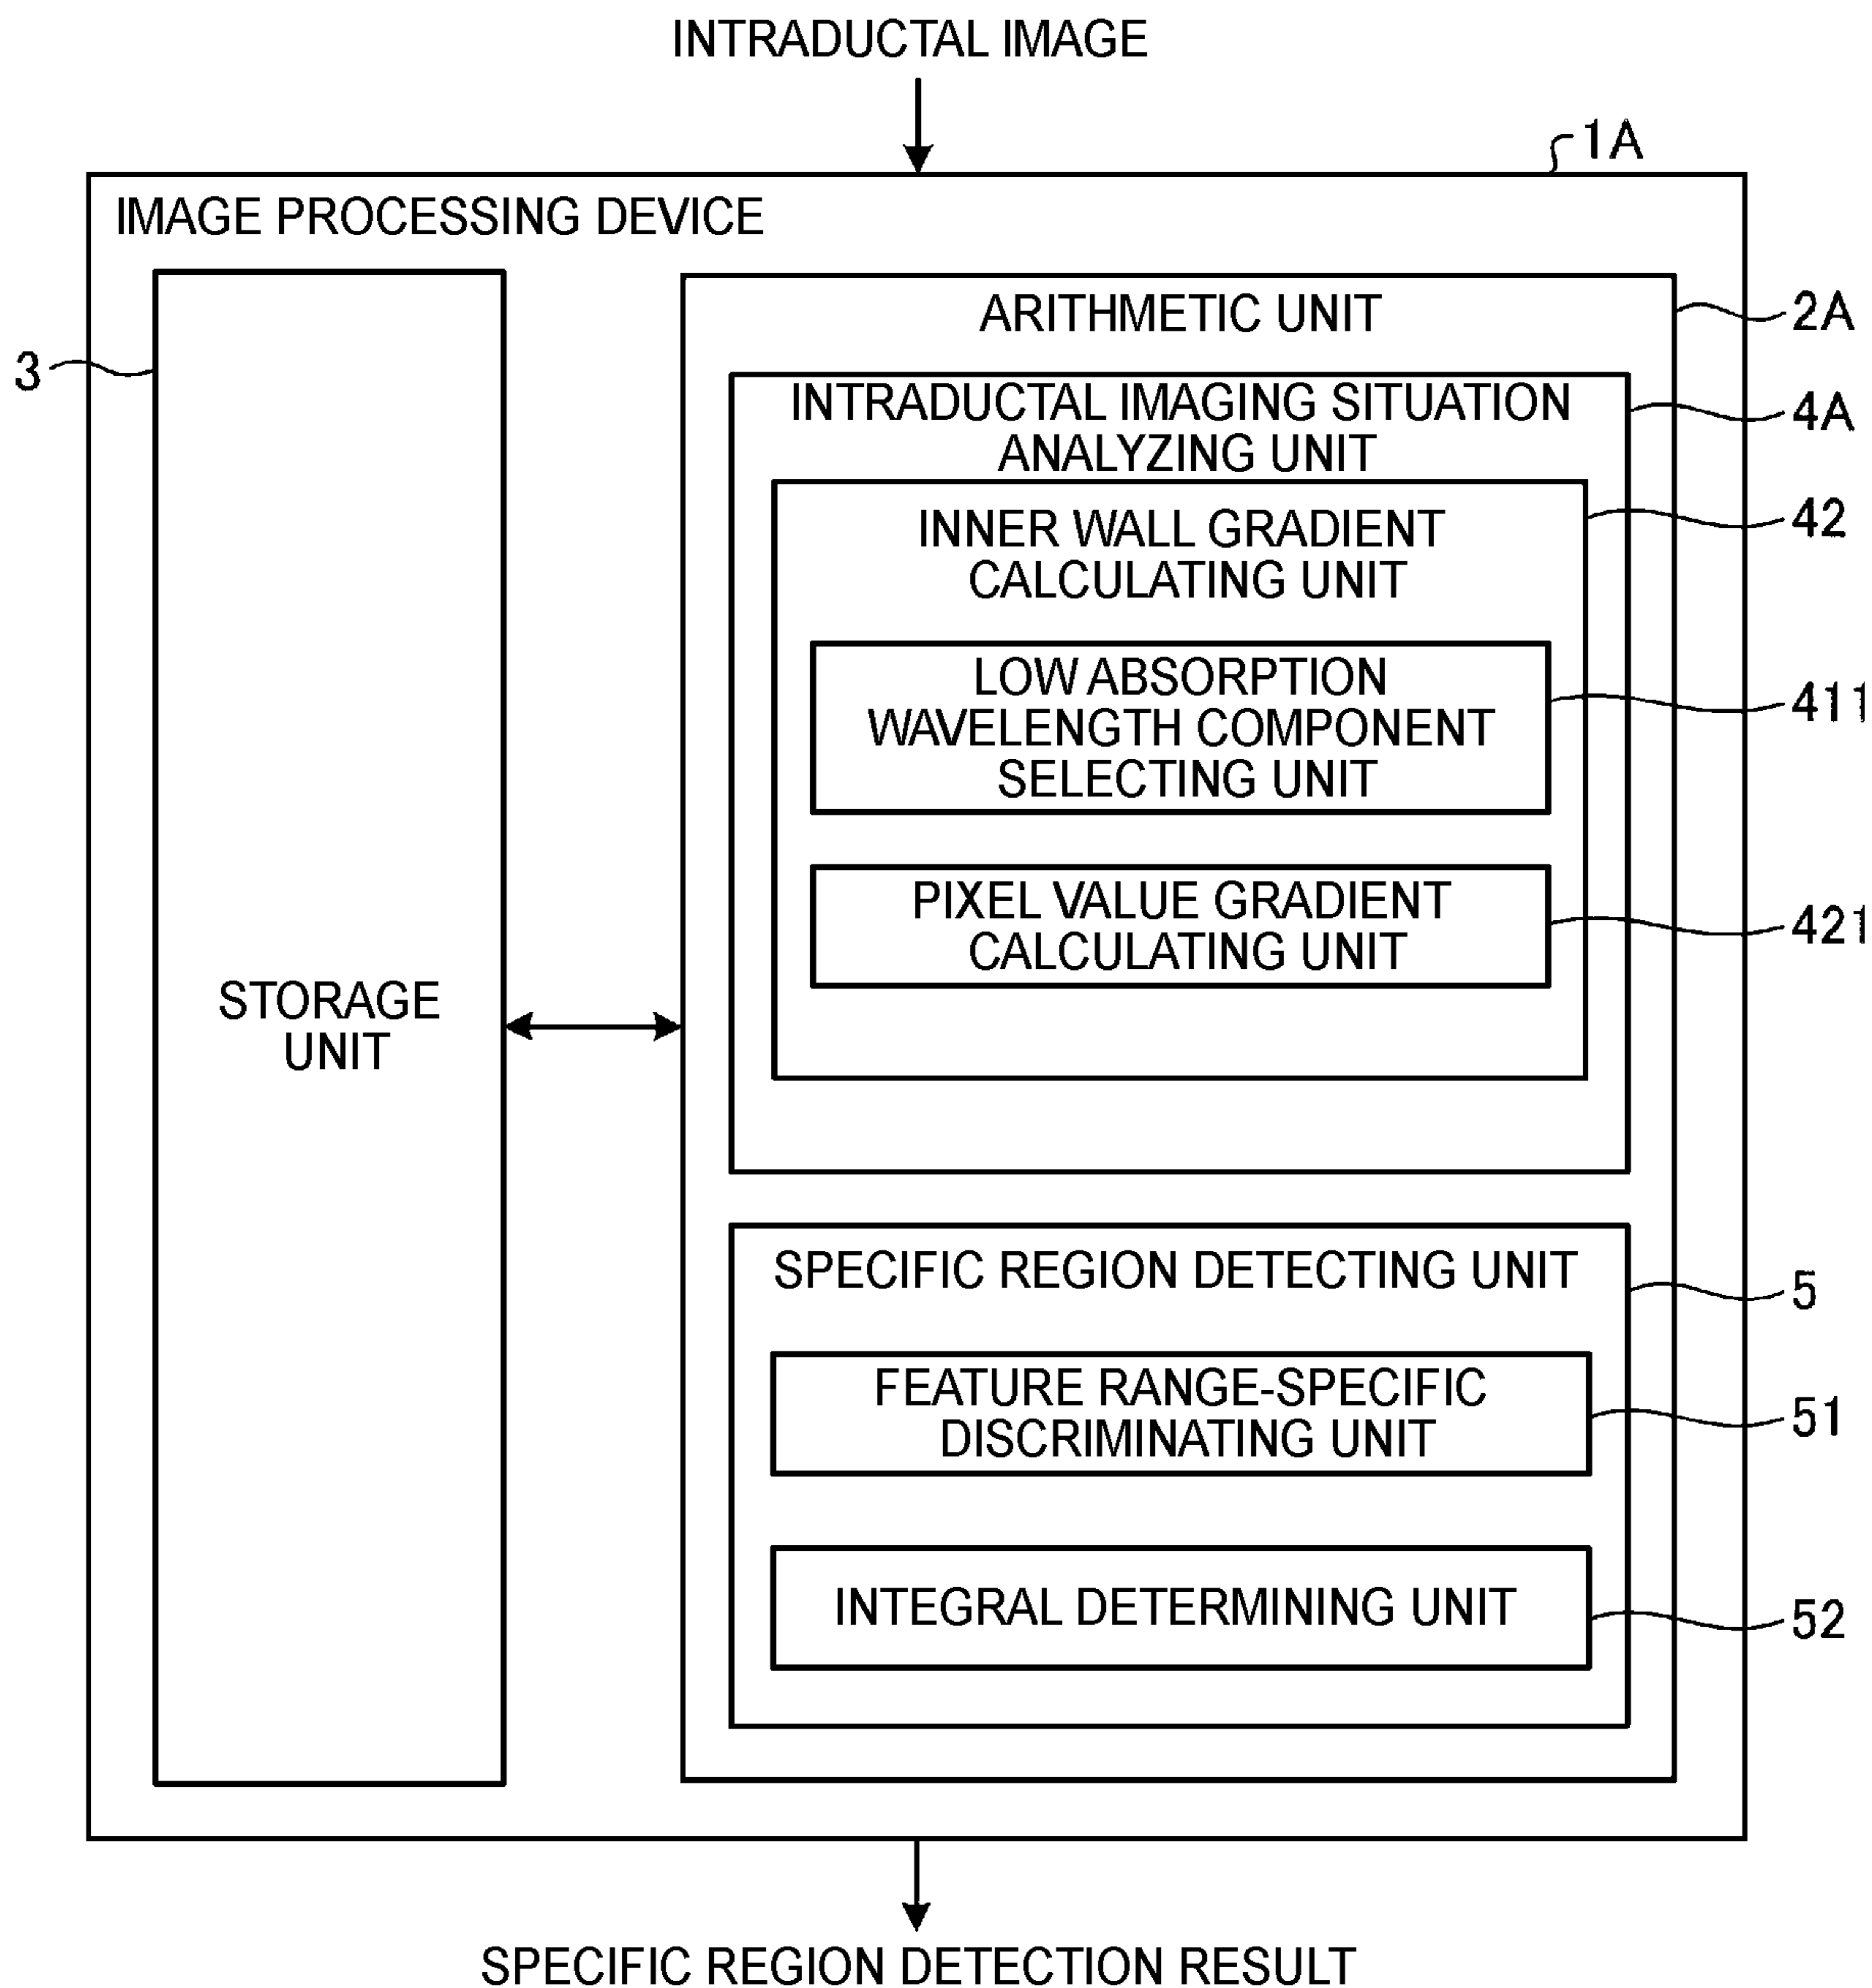 INTRADUCTAL IMAGE
1A
IMAGE PROCESSING DEVICE
ARITHMETIC UNIT
2A
3
INTRADUCTAL IMAGING SITUATION
ANALYZING UNIT
4A
INNER WALL GRADIENT
CALCULATING UNIT
42
LOW ABSORPTION
WAVELENGTH COMPONENT
SELECTING UNIT
411
PIXEL VALUE GRADIENT
CALCULATING UNIT
421
STORAGE
UNIT
SPECIFIC REGION DETECTING UNIT
5
FEATURE RANGE-SPECIFIC
DISCRIMINATING UNIT
51
INTEGRAL DETERMINING UNIT
52
SPECIFIC REGION DETECTION RESULT